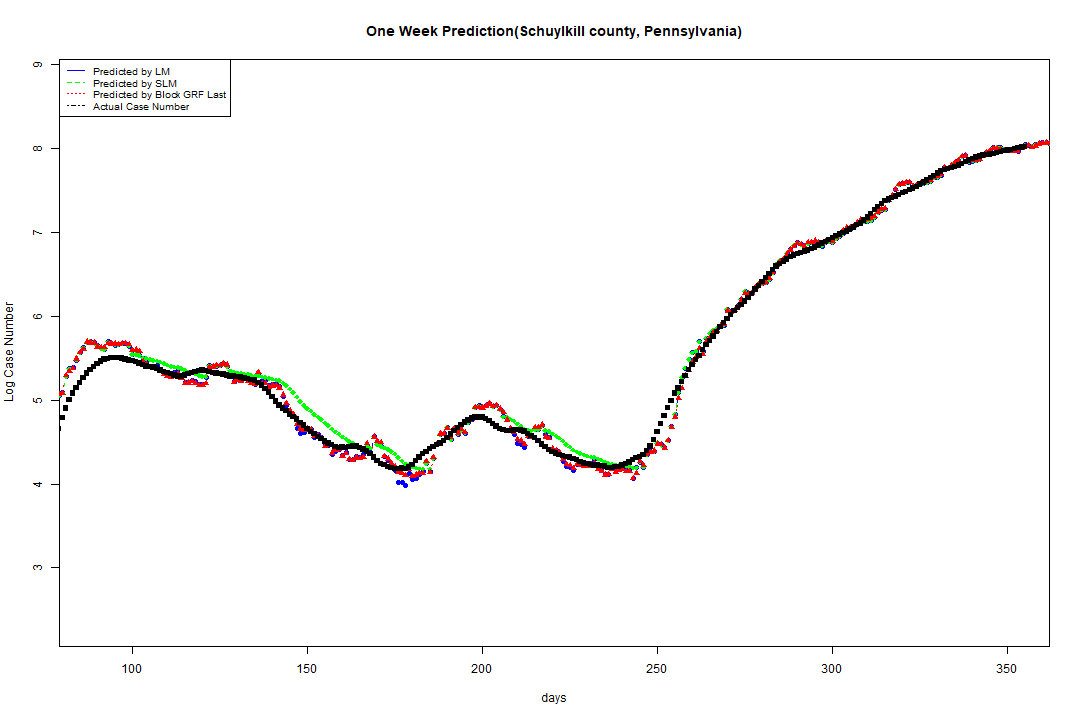 One Week Prediction(Schuylkill county, Pennsylvania)
Predicted by LM
Predicted by SLM
Predicted by Block GRF Last
Actual Case Number
9
8
7
6
5
4
3
Log Case Number
100 150 200 250 300 350
days